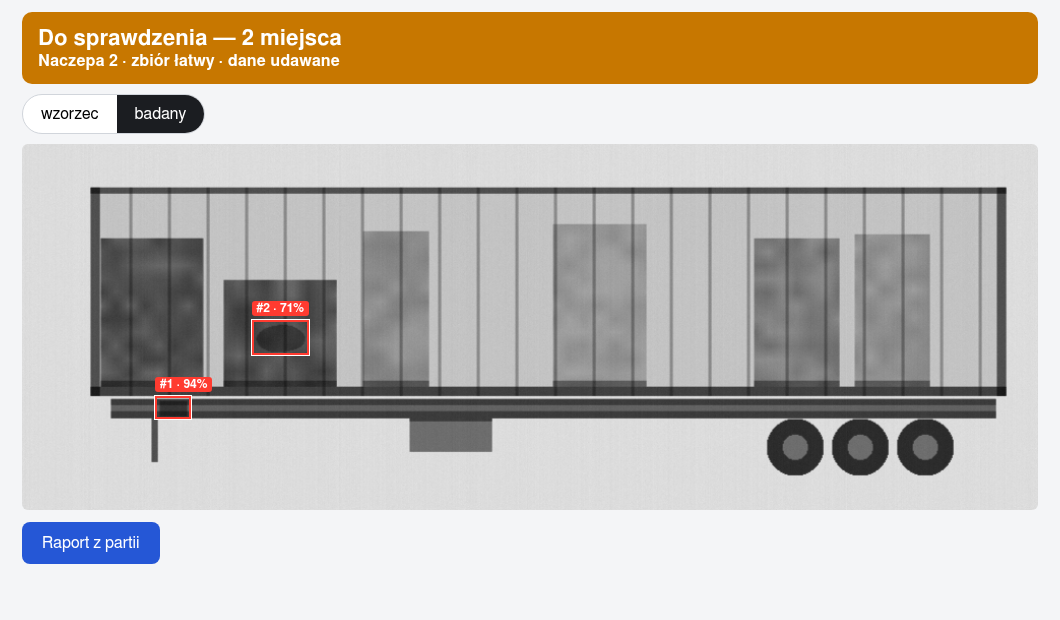 Do sprawdzenia — 2 miejsca
Naczepa 2 · zbiór łatwy · dane udawane
wzorzec badany
#2 · 71%
#1 · 94%
Raport z partii